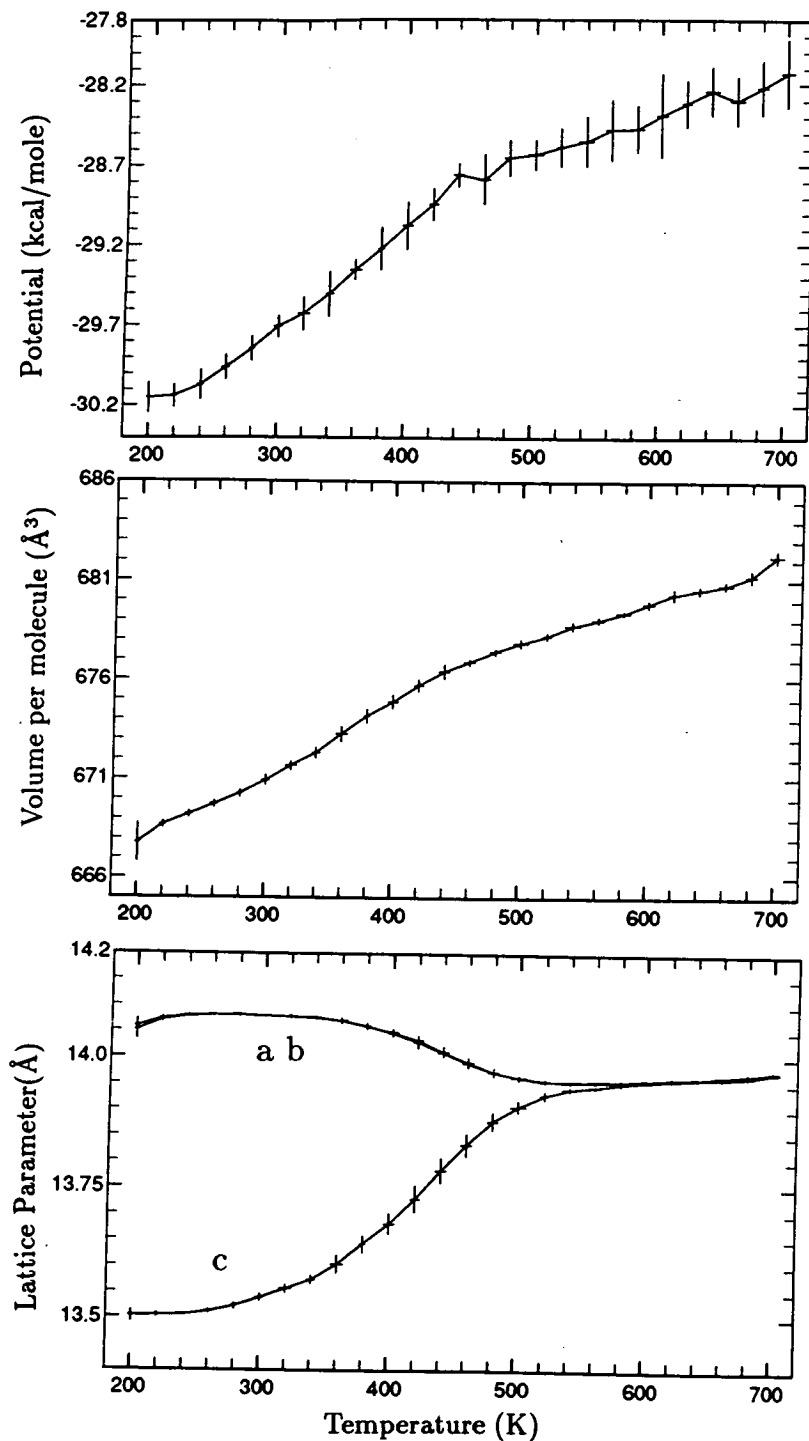 -27.8
-28.2
-28.7
-29.2
-29.7
-30.2
Potential (kcal/mole)
200 300 400 500 600 700
686
681
676
671
666
Volume per molecule (Å³)
200 300 400 500 600 700
14.2
14.0
13.75
13.5
Lattice Parameter(Å)
a b
c
200 300 400 500 600 700
Temperature (K)